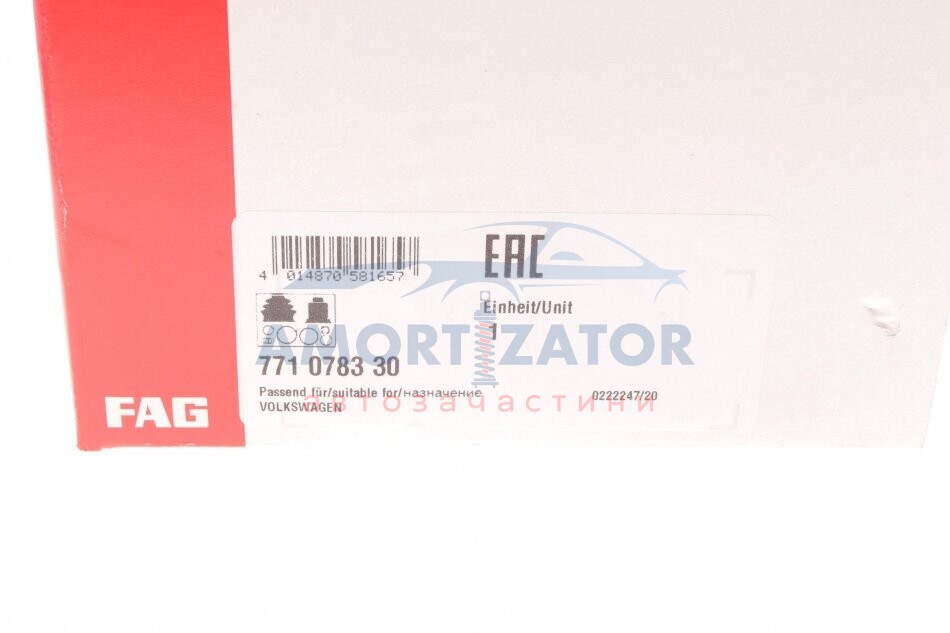 4 014870 581657
EAC
Einheit/Unit
1
771 0783 30
Passend für/suitable for/назначение
VOLKSWAGEN
0222247/20
FAG
AMORTIZATOR
автозапчастини